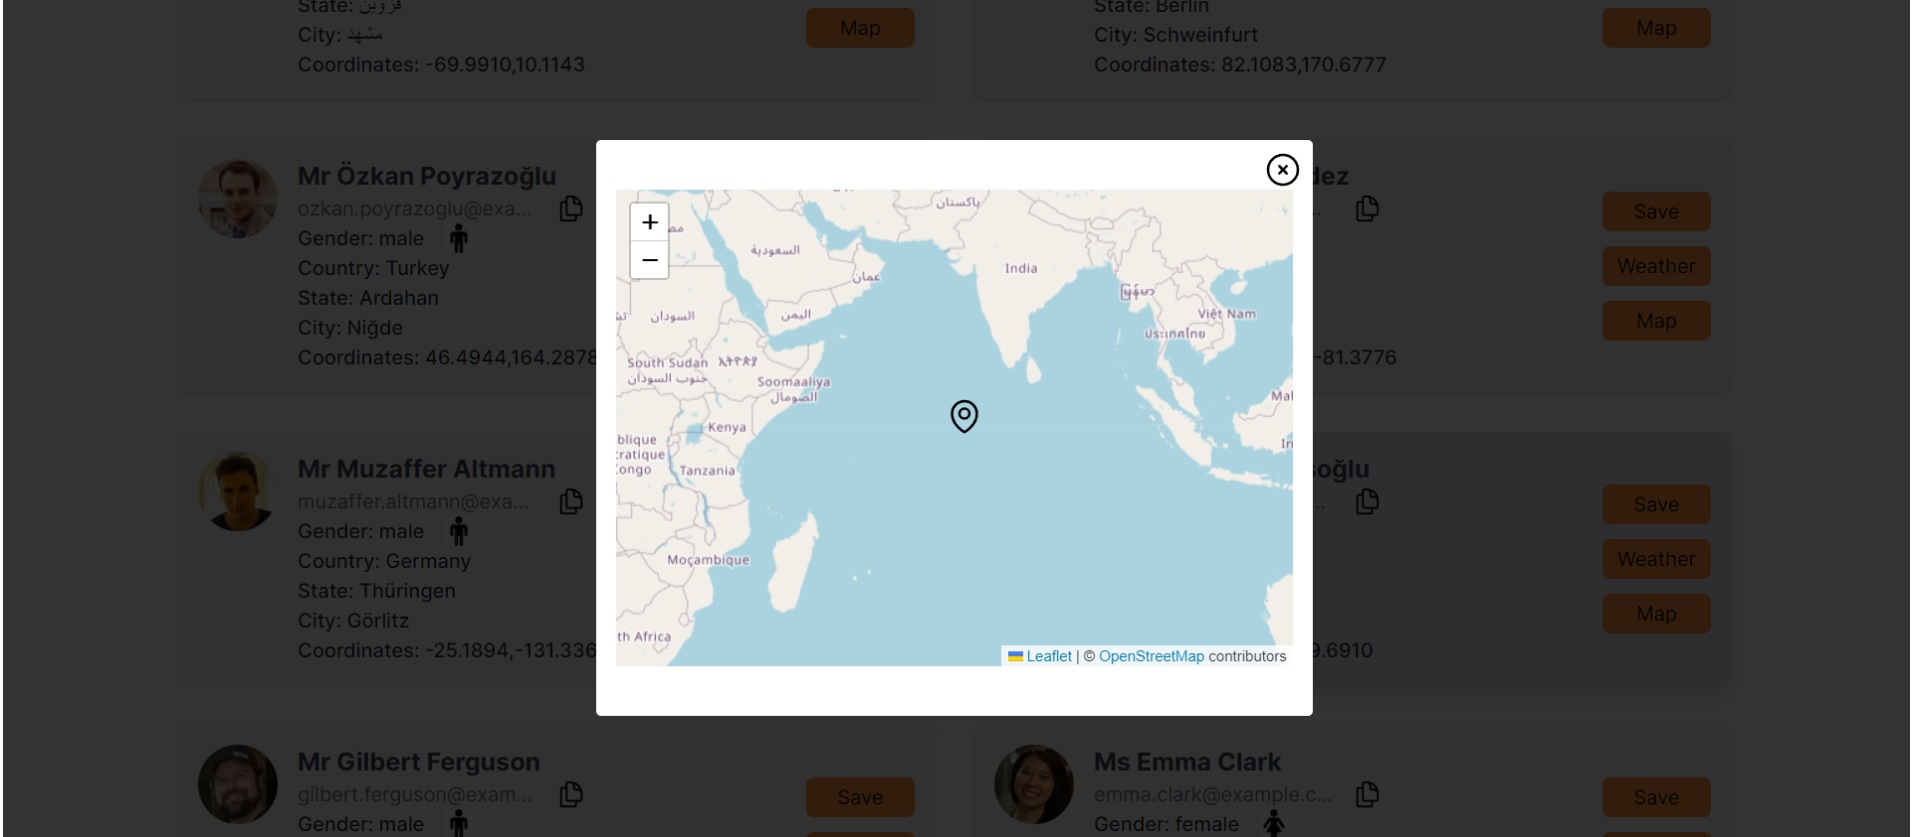 State: قزوین
City: مشهد
Coordinates: -69.9910,10.1143
Map
State: Berlin
City: Schweinfurt
Coordinates: 82.1083,170.6777
Map
Mr Özkan Poyrazoğlu
ozkan.poyrazoglu@exa...
Gender: male
Country: Turkey
State: Ardahan
City: Niğde
Coordinates: 46.4944,164.2878
dez
Save
Weather
Map
-81.3776
+
−
پاکستان
السعودية
عمان
India
မြန်မာ
السودان
اليمن
Việt Nam
ประเทศไทย
South Sudan
جنوب السودان
ኢትዮጵያ
Soomaaliya
الصومال
Mal
Kenya
blique
cratique
Congo
In
Tanzania
Moçambique
th Africa
Leaflet | © OpenStreetMap contributors
Mr Muzaffer Altmann
muzaffer.altmann@exa...
Gender: male
Country: Germany
State: Thüringen
City: Görlitz
Coordinates: -25.1894,-131.336
oğlu
Save
Weather
Map
9.6910
Mr Gilbert Ferguson
gilbert.ferguson@exam...
Gender: male
Save
Ms Emma Clark
emma.clark@example.c...
Gender: female
Save